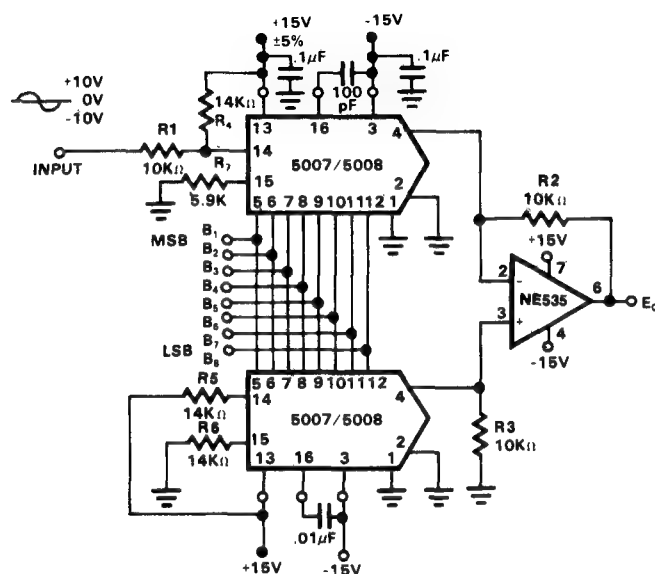 +15V
±5%
-15V
.1µF
.1µF
100
pF
+10V
0V
-10V
14KΩ
R4
13
16
3
R1
4
INPUT
10KΩ
14
R7
5007/5008
15
5.9K
2
5 6 7 8 9 10 11 12
1
R2
10KΩ
+15V
MSB
B1
B2
B3
B4
B5
B6
B7
LSB
B8
2
-
7
NE535
6
EO
3
+
4
-15V
R5
14KΩ
5 6 7 8 9 10 11 12
14
4
5007/5008
R6
14KΩ
15
13
16
3
2
1
R3
10KΩ
.01µF
+15V
-15V